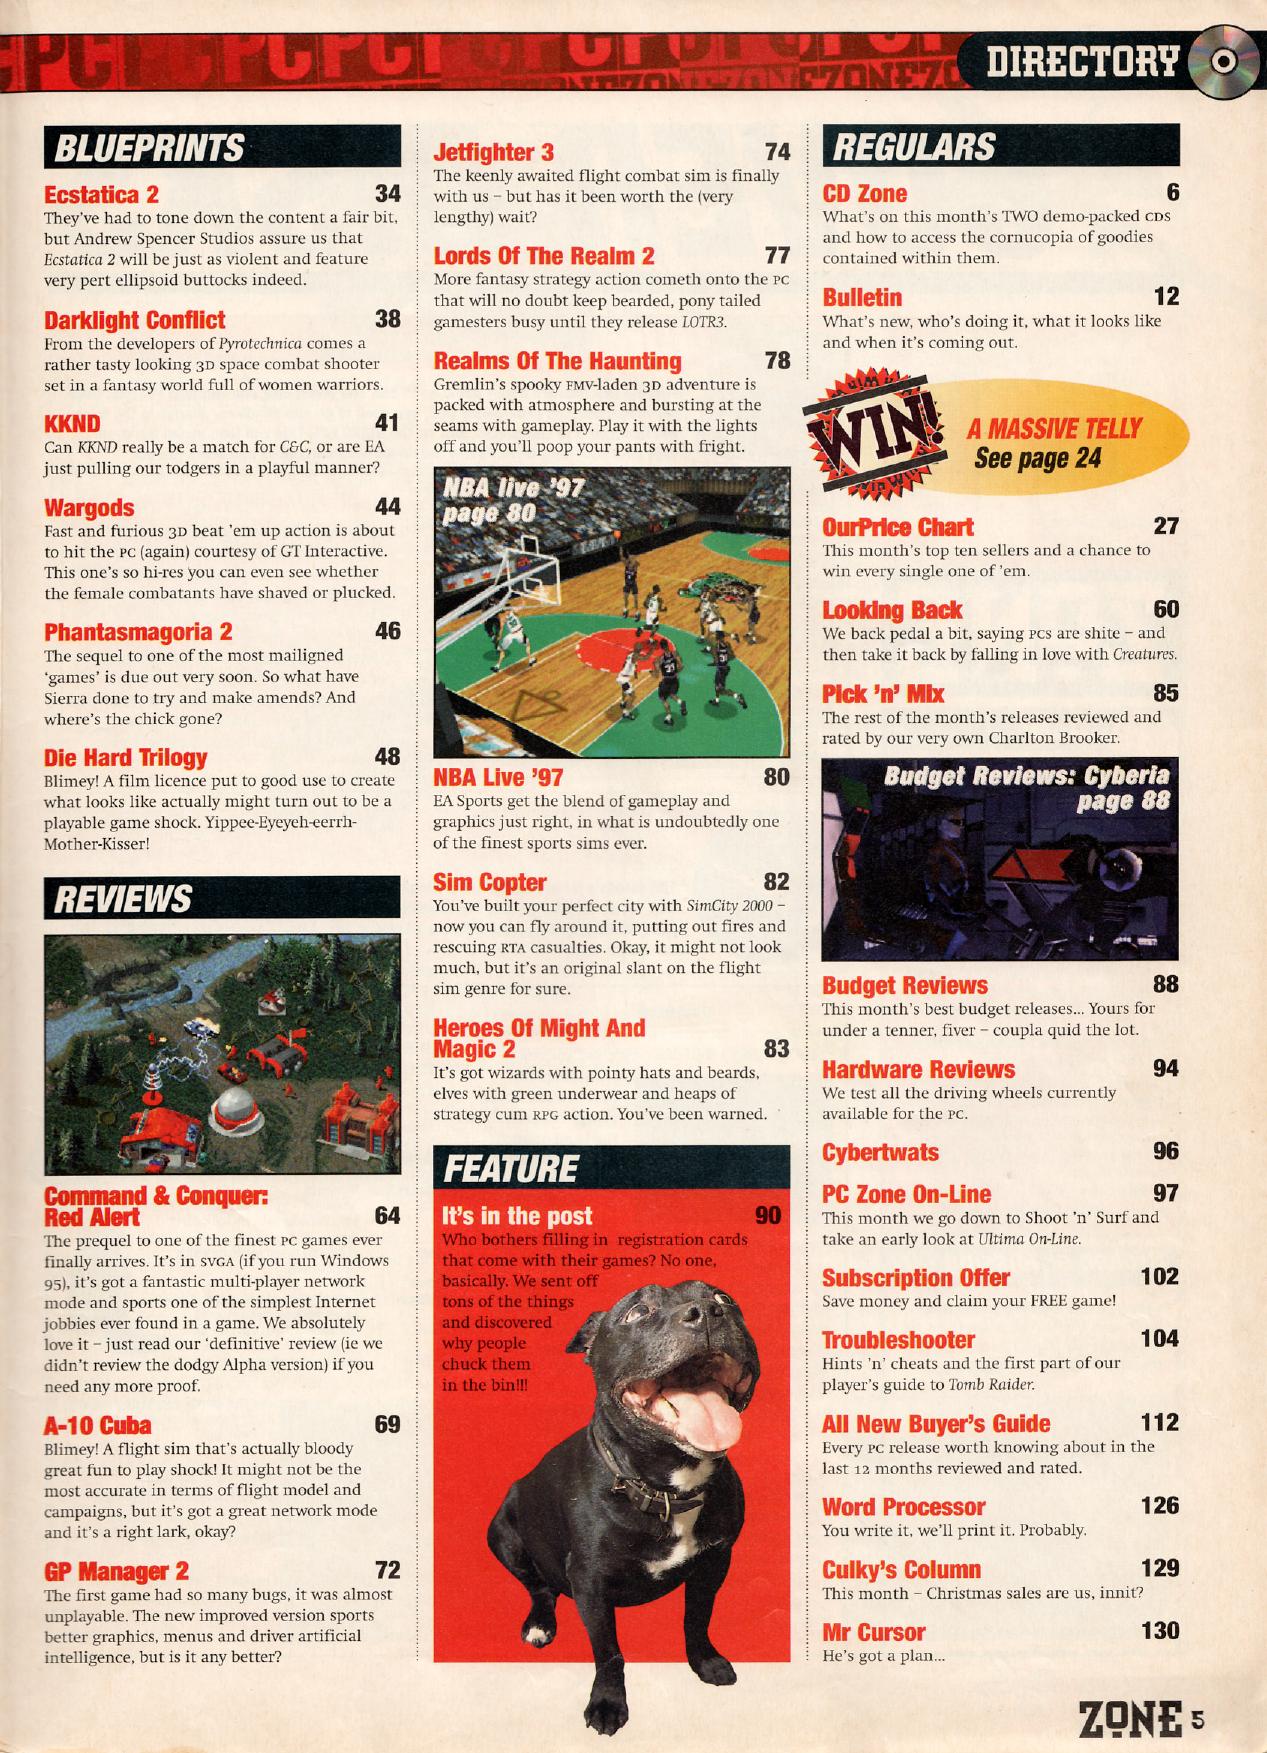 DIRECTORY
BLUEPRINTS
Ecstatica 2 34
They've had to tone down the content a fair bit,
but Andrew Spencer Studios assure us that
Ecstatica 2 will be just as violent and feature
very pert ellipsoid buttocks indeed.
Darklight Conflict 38
From the developers of Pyrotechnica comes a
rather tasty looking 3D space combat shooter
set in a fantasy world full of women warriors.
KKND 41
Can KKND really be a match for C&C, or are EA
just pulling our todgers in a playful manner?
Wargods 44
Fast and furious 3D beat 'em up action is about
to hit the PC (again) courtesy of GT Interactive.
This one's so hi-res you can even see whether
the female combatants have shaved or plucked.
Phantasmagoria 2 46
The sequel to one of the most mailigned
'games' is due out very soon. So what have
Sierra done to try and make amends? And
where's the chick gone?
Die Hard Trilogy 48
Blimey! A film licence put to good use to create
what looks like actually might turn out to be a
playable game shock. Yippee-Eyeyeh-eerrh-
Mother-Kisser!
REVIEWS
Command & Conquer:
Red Alert 64
The prequel to one of the finest PC games ever
finally arrives. It's in SVGA (if you run Windows
95), it's got a fantastic multi-player network
mode and sports one of the simplest Internet
jobbies ever found in a game. We absolutely
love it – just read our 'definitive' review (ie we
didn't review the dodgy Alpha version) if you
need any more proof.
A-10 Cuba 69
Blimey! A flight sim that's actually bloody
great fun to play shock! It might not be the
most accurate in terms of flight model and
campaigns, but it's got a great network mode
and it's a right lark, okay?
GP Manager 2 72
The first game had so many bugs, it was almost
unplayable. The new improved version sports
better graphics, menus and driver artificial
intelligence, but is it any better?
Jetfighter 3 74
The keenly awaited flight combat sim is finally
with us – but has it been worth the (very
lengthy) wait?
Lords Of The Realm 2 77
More fantasy strategy action cometh onto the PC
that will no doubt keep bearded, pony tailed
gamesters busy until they release LOTR3.
Realms Of The Haunting 78
Gremlin's spooky FMV-laden 3D adventure is
packed with atmosphere and bursting at the
seams with gameplay. Play it with the lights
off and you'll poop your pants with fright.
NBA live '97
page 80
NBA Live '97 80
EA Sports get the blend of gameplay and
graphics just right, in what is undoubtedly one
of the finest sports sims ever.
Sim Copter 82
You've built your perfect city with SimCity 2000 –
now you can fly around it, putting out fires and
rescuing RTA casualties. Okay, it might not look
much, but it's an original slant on the flight
sim genre for sure.
Heroes Of Might And
Magic 2 83
It's got wizards with pointy hats and beards,
elves with green underwear and heaps of
strategy cum RPG action. You've been warned.
FEATURE
It's in the post 90
Who bothers filling in registration cards
that come with their games? No one,
basically. We sent off
tons of the things
and discovered
why people
chuck them
in the bin!!!
REGULARS
CD Zone 6
What's on this month's TWO demo-packed CDS
and how to access the cornucopia of goodies
contained within them.
Bulletin 12
What's new, who's doing it, what it looks like
and when it's coming out.
WIN!
A MASSIVE TELLY
See page 24
OurPrice Chart 27
This month's top ten sellers and a chance to
win every single one of 'em.
Looking Back 60
We back pedal a bit, saying PCs are shite – and
then take it back by falling in love with Creatures.
Pick 'n' Mix 85
The rest of the month's releases reviewed and
rated by our very own Charlton Brooker.
Budget Reviews: Cyberia
page 88
Budget Reviews 88
This month's best budget releases... Yours for
under a tenner, fiver – coupla quid the lot.
Hardware Reviews 94
We test all the driving wheels currently
available for the PC.
Cybertwats 96
PC Zone On-Line 97
This month we go down to Shoot 'n' Surf and
take an early look at Ultima On-Line.
Subscription Offer 102
Save money and claim your FREE game!
Troubleshooter 104
Hints 'n' cheats and the first part of our
player's guide to Tomb Raider.
All New Buyer's Guide 112
Every PC release worth knowing about in the
last 12 months reviewed and rated.
Word Processor 126
You write it, we'll print it. Probably.
Culky's Column 129
This month – Christmas sales are us, innit?
Mr Cursor 130
He's got a plan...
ZONE 5